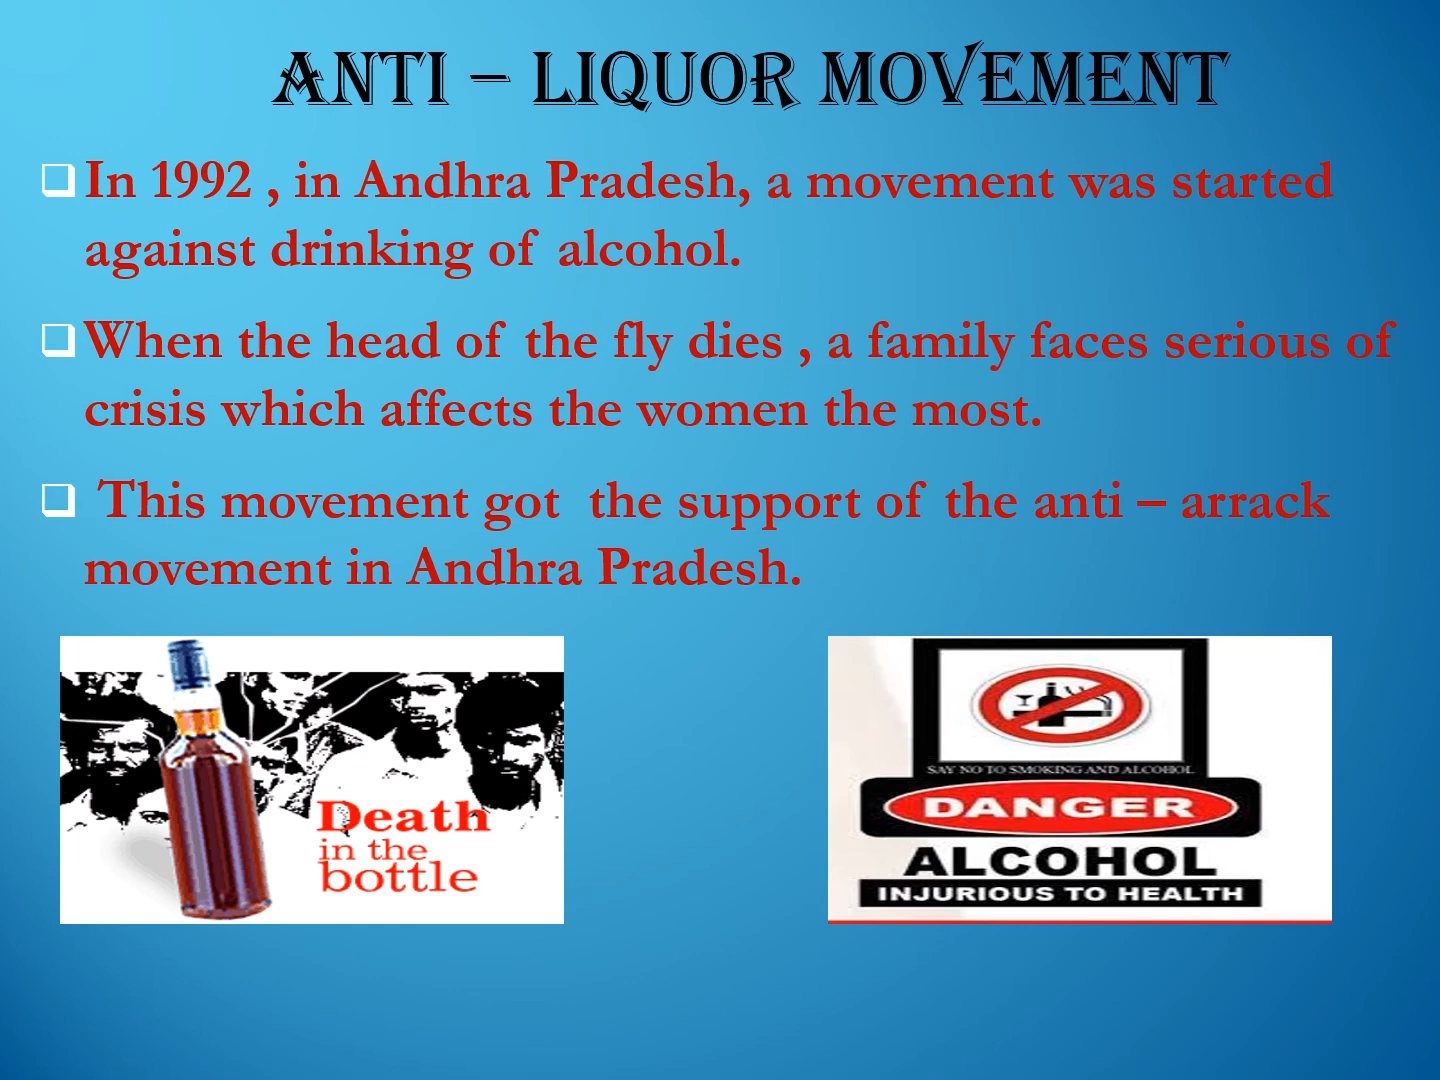 ANTI – LIQUOR MOVEMENT
In 1992 , in Andhra Pradesh, a movement was started
against drinking of alcohol.
When the head of the fly dies , a family faces serious of
crisis which affects the women the most.
This movement got the support of the anti – arrack
movement in Andhra Pradesh.
Death
in the
bottle
SAY NO TO SMOKING AND ALCOHOL
DANGER
ALCOHOL
INJURIOUS TO HEALTH